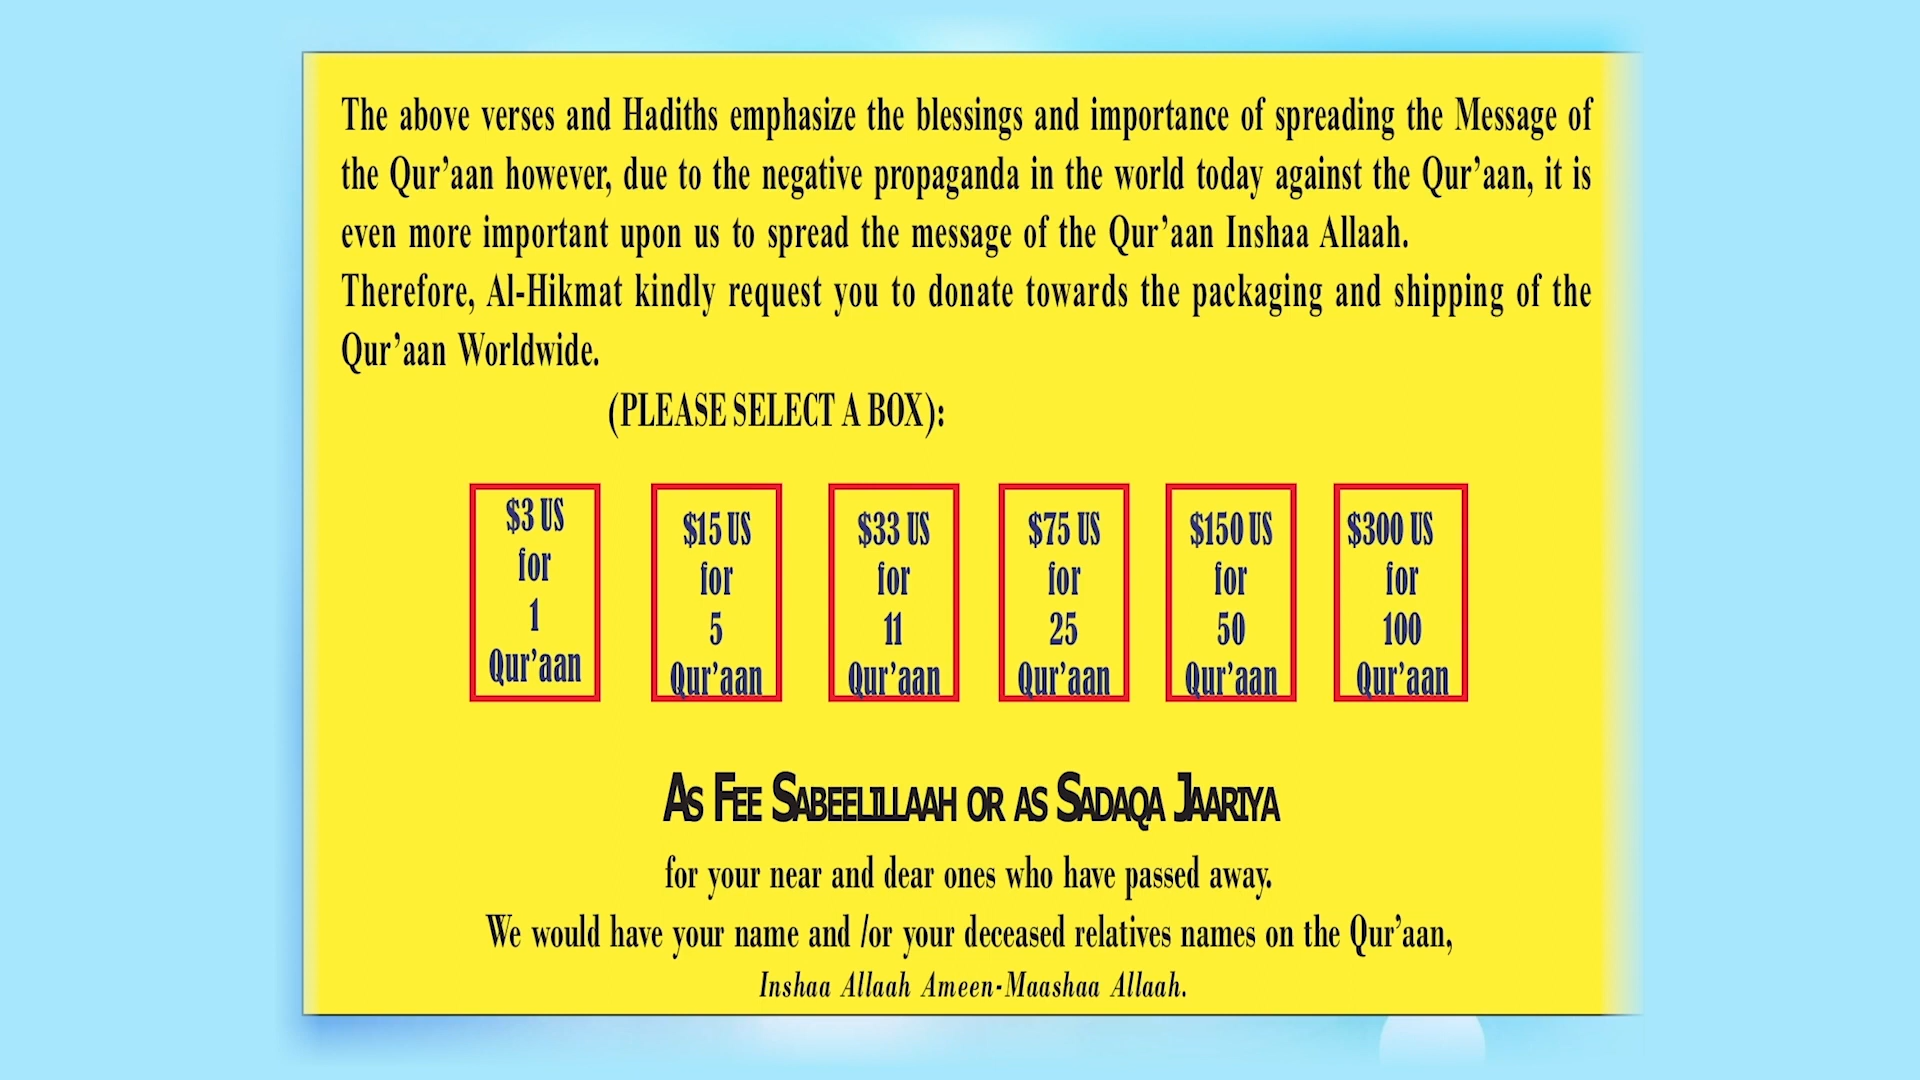 The above verses and Hadiths emphasize the blessings and importance of spreading the Message of
the Qur’aan however, due to the negative propaganda in the world today against the Qur’aan, it is
even more important upon us to spread the message of the Qur’aan Inshaa Allaah.
Therefore, Al-Hikmat kindly request you to donate towards the packaging and shipping of the
Qur’aan Worldwide.
(PLEASE SELECT A BOX):
$3 US
for
1
Qur’aan
$15 US
for
5
Qur’aan
$33 US
for
11
Qur’aan
$75 US
for
25
Qur’aan
$150 US
for
50
Qur’aan
$300 US
for
100
Qur’aan
AS FEE SABEELILLAAH OR AS SADAQA JAARIYA
for your near and dear ones who have passed away.
We would have your name and /or your deceased relatives names on the Qur’aan,
Inshaa Allaah Ameen-Maashaa Allaah.